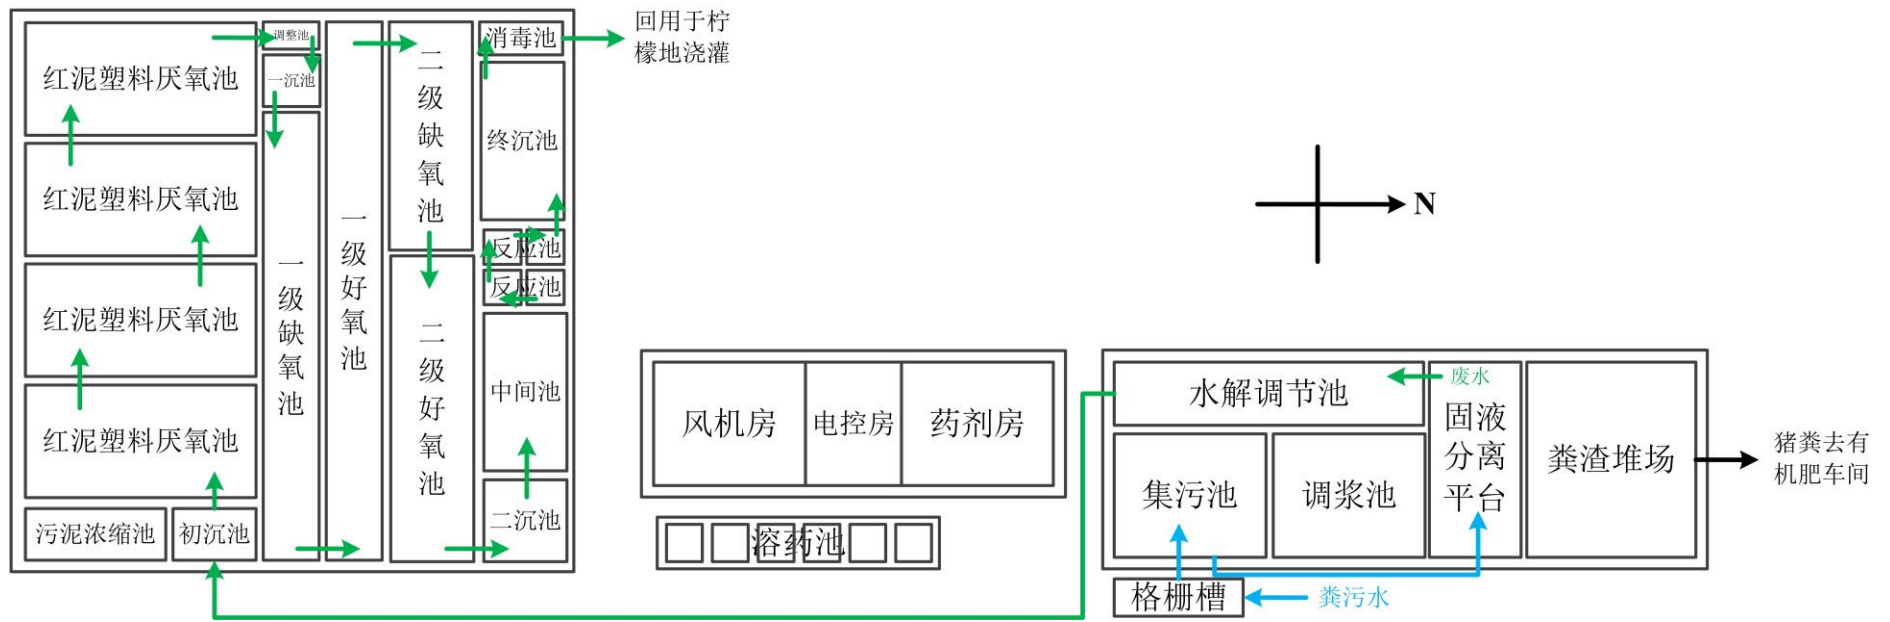 红泥塑料厌氧池
红泥塑料厌氧池
红泥塑料厌氧池
红泥塑料厌氧池
污泥浓缩池
初沉池
调整池
一沉池
一级缺氧池
一级好氧池
二级缺氧池
二级好氧池
消毒池
终沉池
反应池
反应池
中间池
二沉池
回用于柠
檬地浇灌
N
风机房
电控房
药剂房
溶药池
水解调节池
废水
集污池
调浆池
固液
分离
平台
粪渣堆场
格栅槽
粪污水
猪粪去有
机肥车间